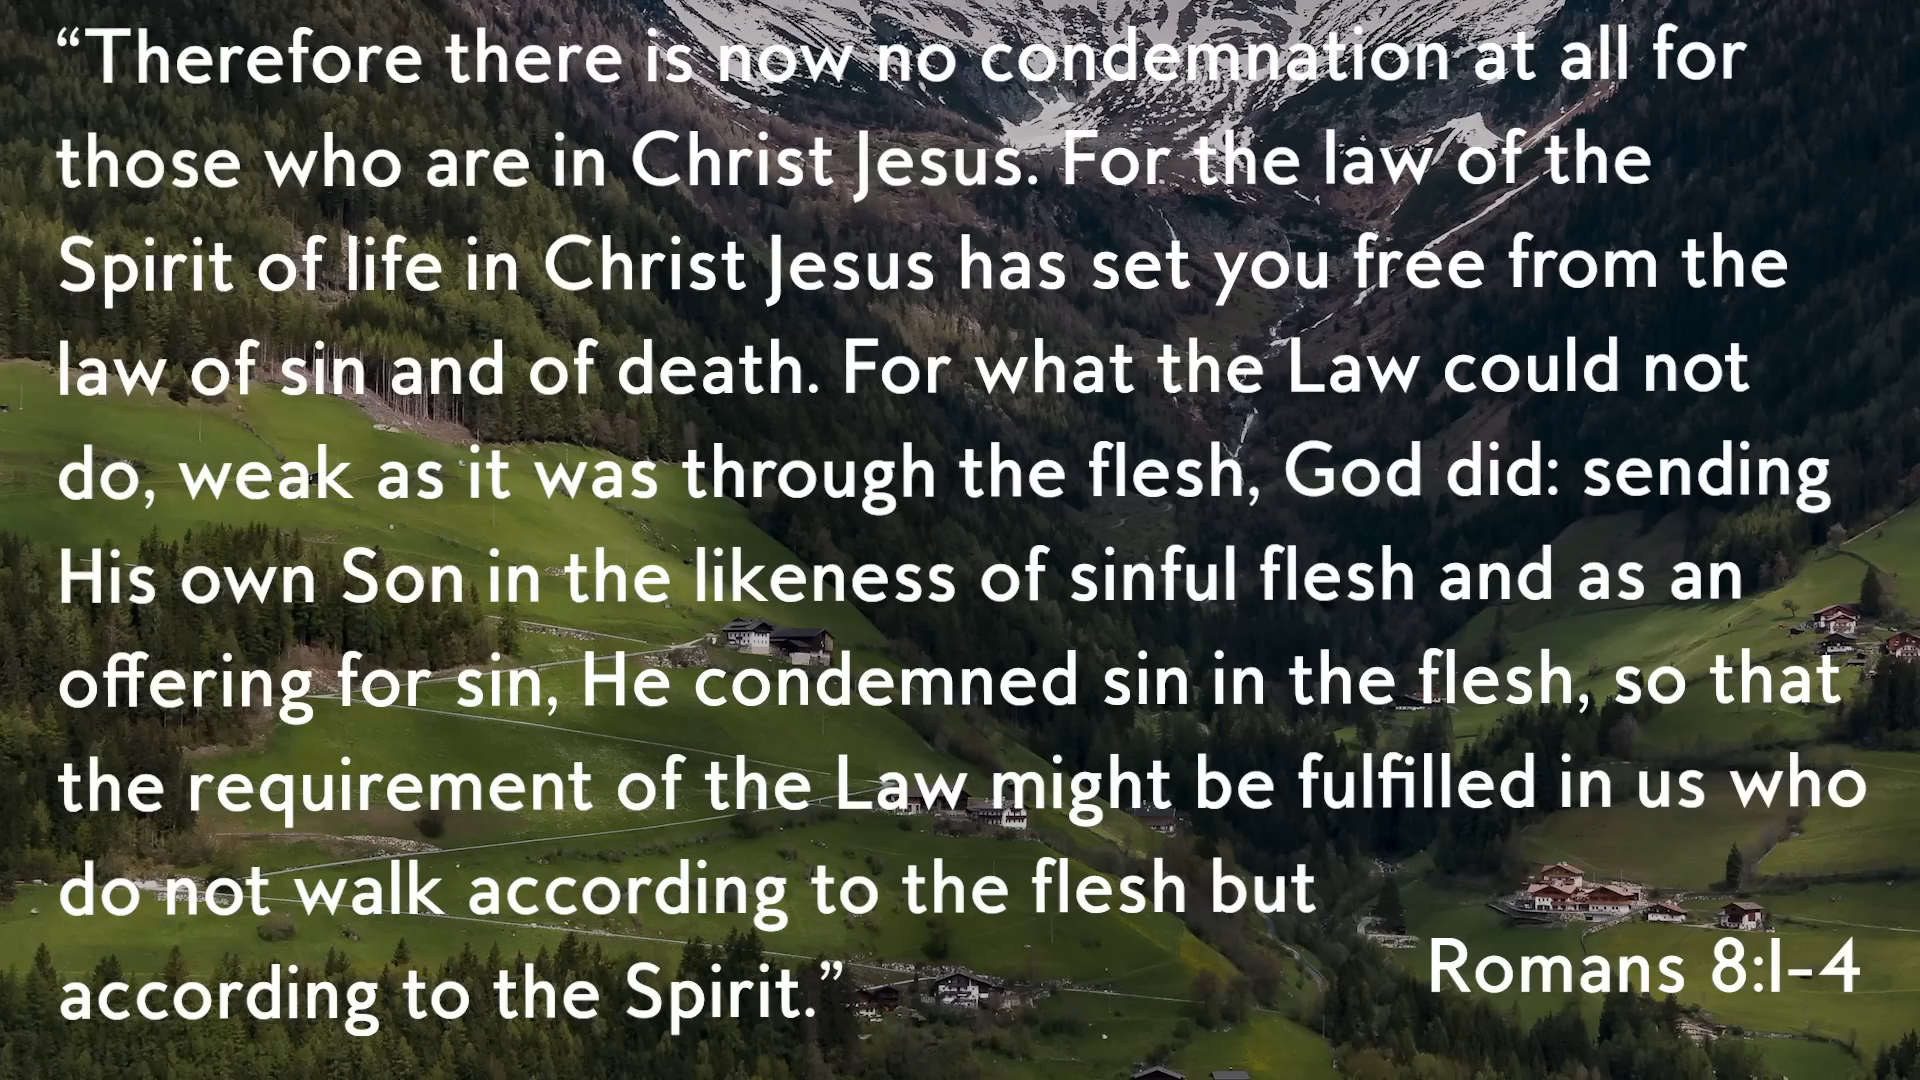 “Therefore there is now no condemnation at all for
those who are in Christ Jesus. For the law of the
Spirit of life in Christ Jesus has set you free from the
law of sin and of death. For what the Law could not
do, weak as it was through the flesh, God did: sending
His own Son in the likeness of sinful flesh and as an
offering for sin, He condemned sin in the flesh, so that
the requirement of the Law might be fulfilled in us who
do not walk according to the flesh but
according to the Spirit.”
Romans 8:1-4